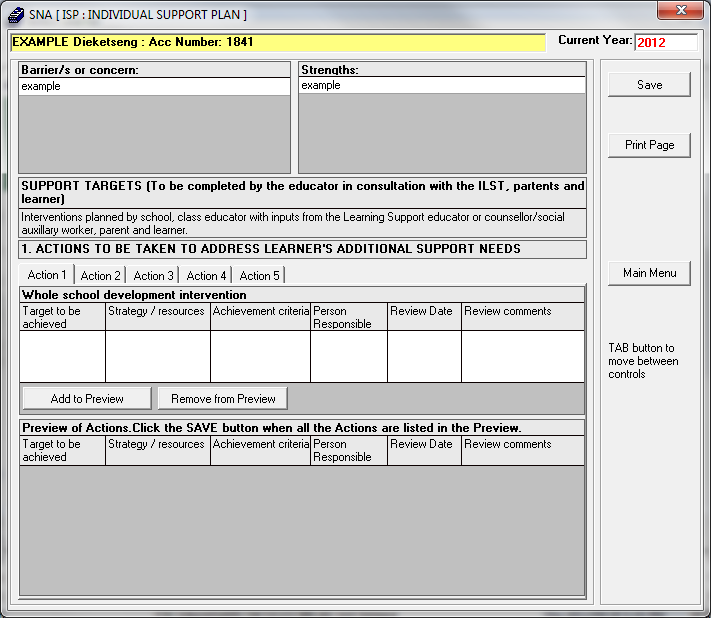 SNA [ ISP : INDIVIDUAL SUPPORT PLAN ]
EXAMPLE Dieketseng : Acc Number: 1841
Current Year: 2012
Barrier/s or concern:
example
Strengths:
example
Save
Print Page
Main Menu
TAB button to
move between
controls
SUPPORT TARGETS (To be completed by the educator in consultation with the ILST, partents and
learner)
Interventions planned by school, class educator with inputs from the Learning Support educator or counsellor/social
auxillary worker, parent and learner.
1. ACTIONS TO BE TAKEN TO ADDRESS LEARNER'S ADDITIONAL SUPPORT NEEDS
Action 1 Action 2 Action 3 Action 4 Action 5
Whole school development intervention
Target to be
achieved
Strategy / resources
Achievement criteria
Person
Responsible
Review Date
Review comments
Add to Preview
Remove from Preview
Preview of Actions.Click the SAVE button when all the Actions are listed in the Preview.
Target to be
achieved
Strategy / resources
Achievement criteria
Person
Responsible
Review Date
Review comments